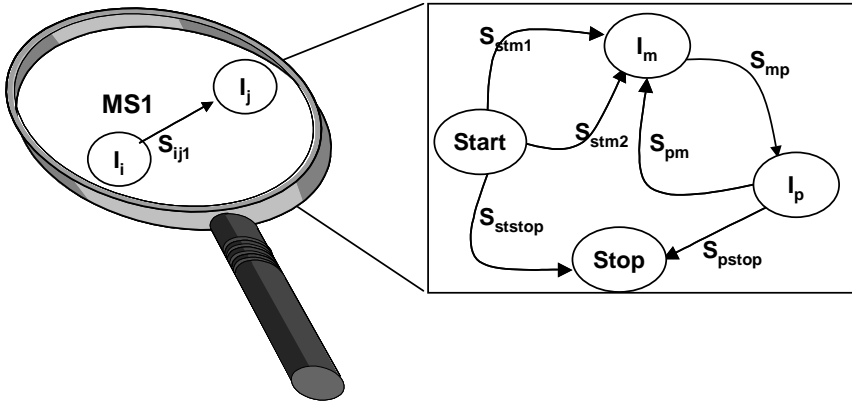 MS1
I_j
S_ij1
I_i
S_stm1
I_m
S_mp
Start
S_stm2
S_pm
I_p
S_ststop
Stop
S_pstop